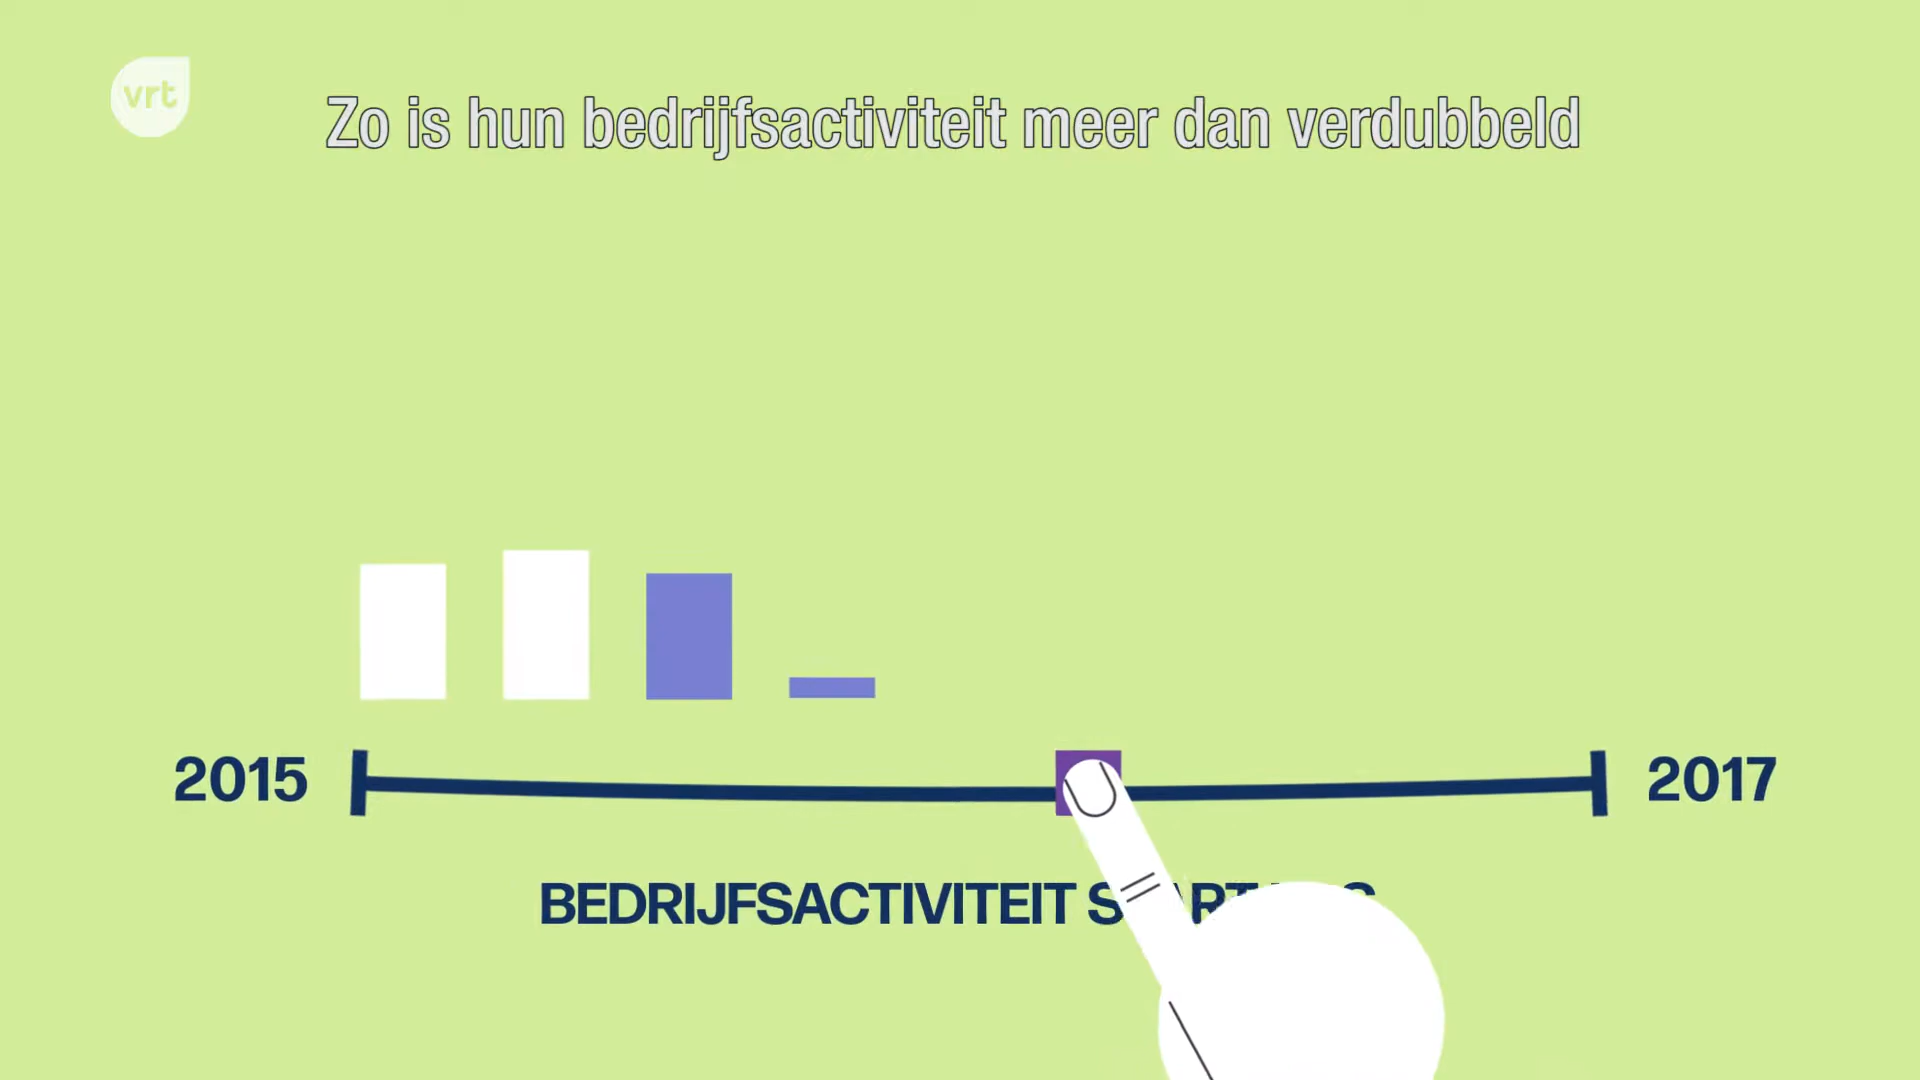 vrt
Zo is hun bedrijfsactiviteit meer dan verdubbeld
2015
2017
BEDRIJFSACTIVITEIT